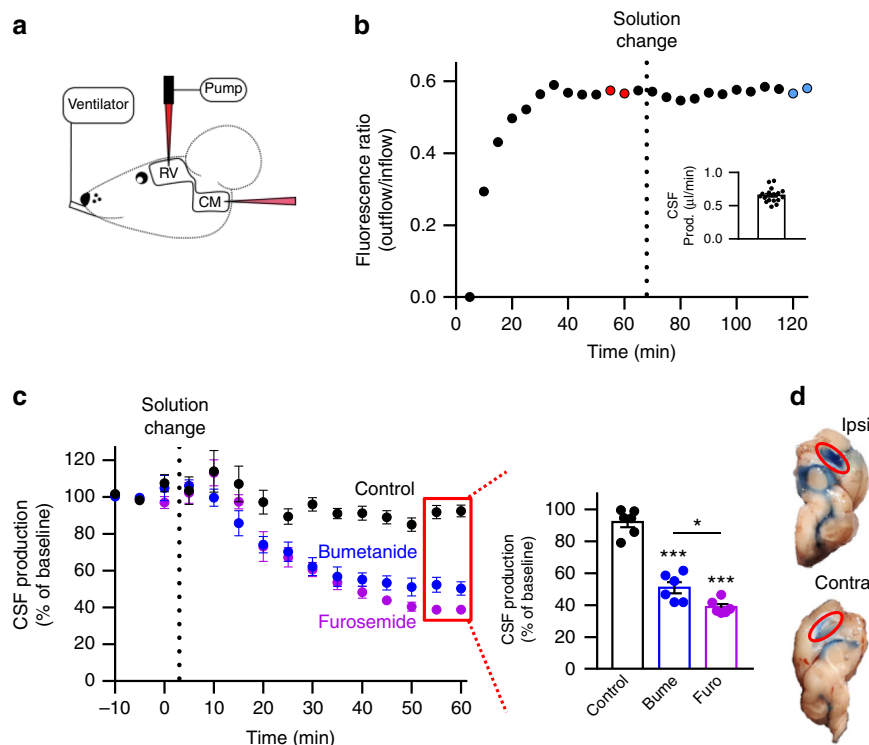 a
Ventilator
Pump
RV
CM
b
Solution
change
Fluorescence ratio
(outflow/inflow)
0.6
0.4
0.2
0.0
0
20
40
60
80
100
120
Time (min)
CSF
Prod. (µl/min)
1.0
0.5
0.0
c
Solution
change
CSF production
(% of baseline)
120
100
80
60
40
20
0
–10
0
10
20
30
40
50
60
Time (min)
Control
Bumetanide
Furosemide
CSF production
(% of baseline)
100
80
60
40
20
0
*
***
***
Control
Bume
Furo
d
Ipsi
Contra